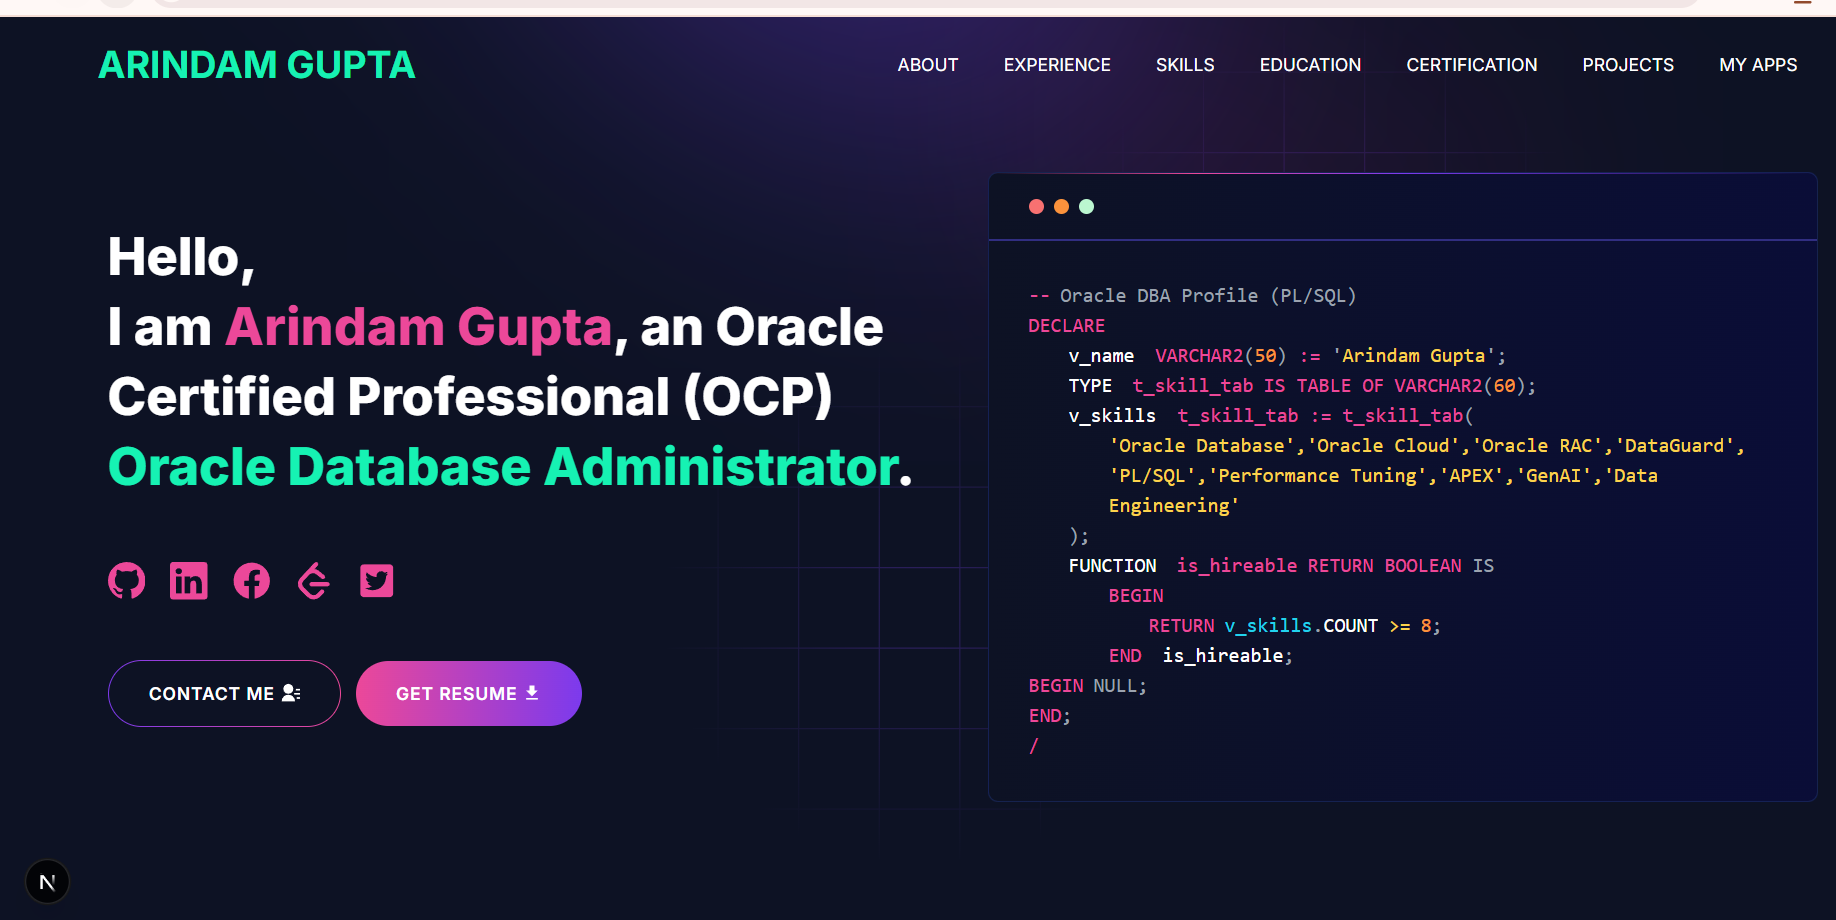 ARINDAM GUPTA
ABOUT EXPERIENCE SKILLS EDUCATION CERTIFICATION PROJECTS MY APPS
Hello,
I am Arindam Gupta, an Oracle
Certified Professional (OCP)
Oracle Database Administrator.
CONTACT ME
GET RESUME
-- Oracle DBA Profile (PL/SQL)
DECLARE
v_name VARCHAR2(50) := 'Arindam Gupta';
TYPE t_skill_tab IS TABLE OF VARCHAR2(60);
v_skills t_skill_tab := t_skill_tab(
'Oracle Database','Oracle Cloud','Oracle RAC','DataGuard',
'PL/SQL','Performance Tuning','APEX','GenAI','Data
Engineering'
);
FUNCTION is_hireable RETURN BOOLEAN IS
BEGIN
RETURN v_skills.COUNT >= 8;
END is_hireable;
BEGIN NULL;
END;
/
N